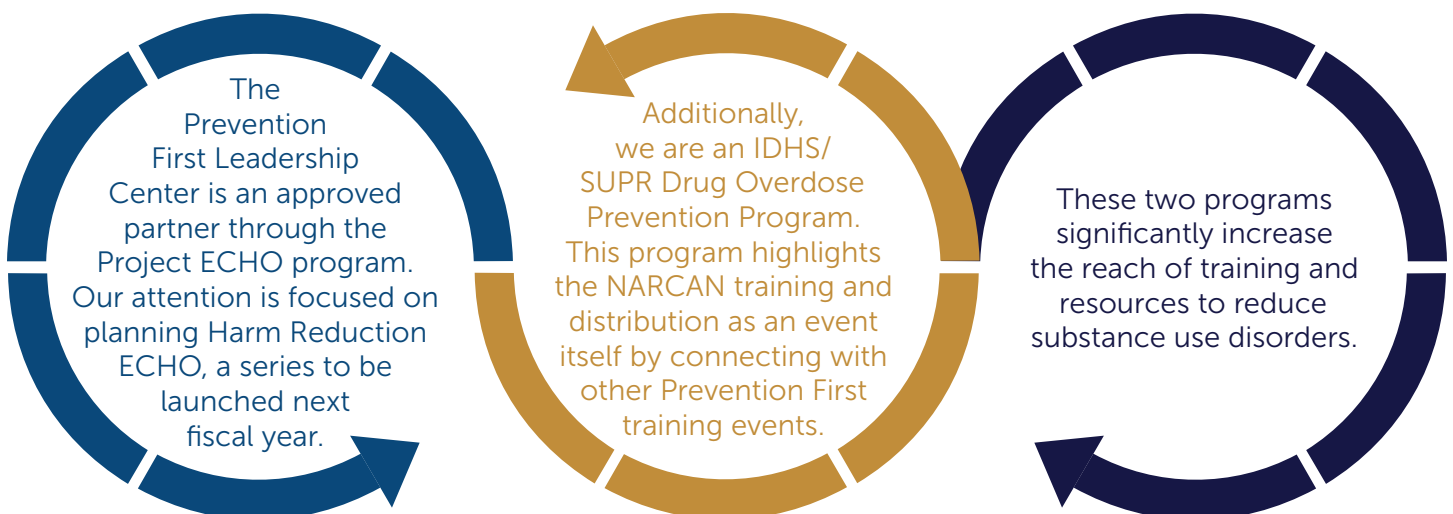 The
Prevention
First Leadership
Center is an approved
partner through the
Project ECHO program.
Our attention is focused on
planning Harm Reduction
ECHO, a series to be
launched next
fiscal year.
Additionally,
we are an IDHS/
SUPR Drug Overdose
Prevention Program.
This program highlights
the NARCAN training and
distribution as an event
itself by connecting with
other Prevention First
training events.
These two programs
significantly increase
the reach of training and
resources to reduce
substance use disorders.